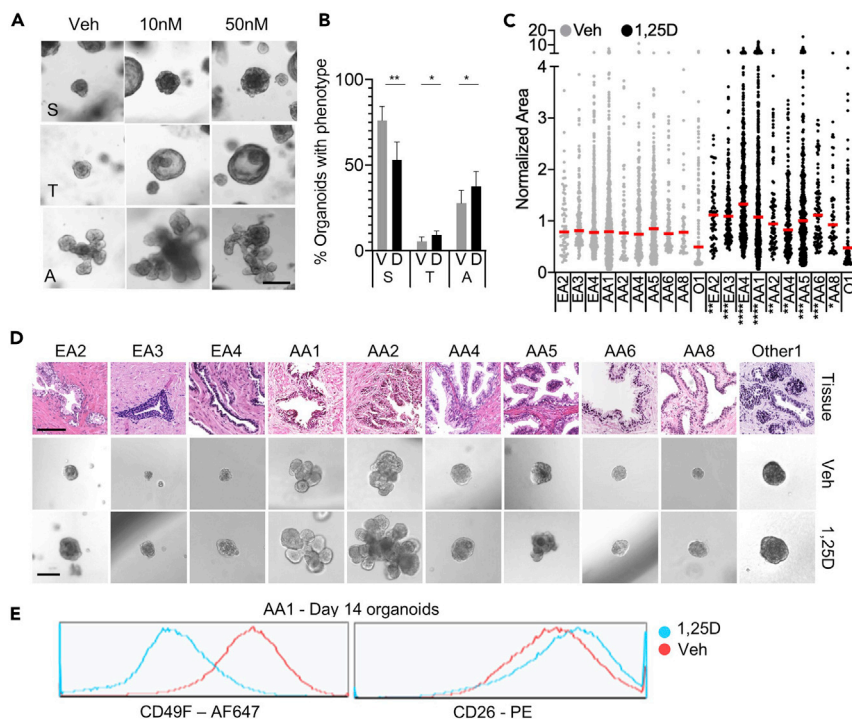 A
Veh 10nM 50nM
S
T
A
B
** * *
100
50
0
% Organoids with phenotype
V D V D V D
S T A
C
Veh 1,25D
20
10
4
3
2
1
0
Normalized Area
EA2 EA3 EA4 AA1 AA2 AA4 AA5 AA6 AA8 O1 **EA2 ***EA3 ****EA4 ****AA1 **AA2 **AA4 ***AA5 ***AA6 *AA8 O1
D
EA2 EA3 EA4 AA1 AA2 AA4 AA5 AA6 AA8 Other1
Tissue
Veh
1,25D
E
AA1 - Day 14 organoids
1,25D
Veh
CD49F – AF647 CD26 - PE